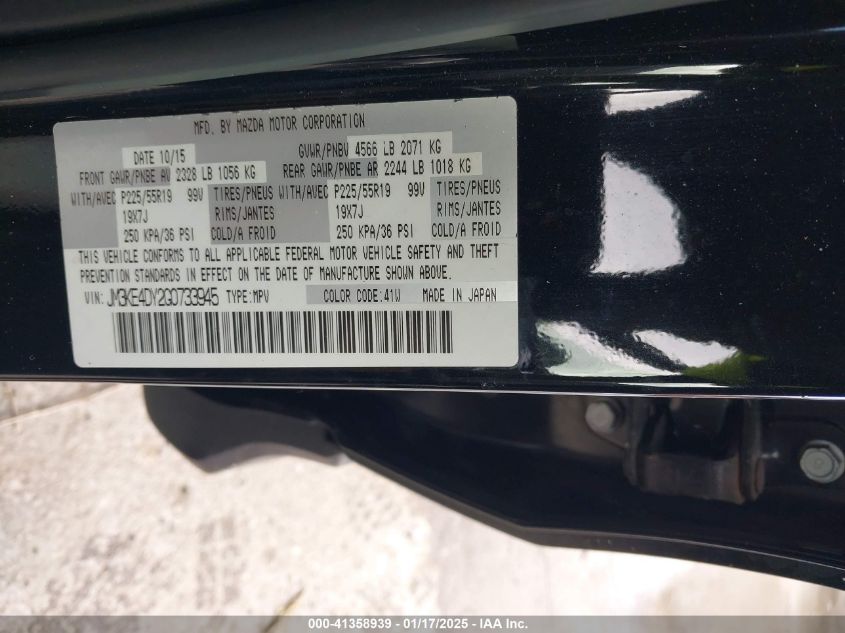 MFD. BY MAZDA MOTOR CORPORATION
DATE 10/15 GVWR/PNBV 4566 LB 2071 KG
FRONT GAWR/PNBE AV 2328 LB 1056 KG REAR GAWR/PNBE AR 2244 LB 1018 KG
WITH/AVEC P225/55R19 99V TIRES/PNEUS WITH/AVEC P225/55R19 99V TIRES/PNEUS
19X7J RIMS/JANTES 19X7J RIMS/JANTES
250 KPA/36 PSI COLD/A FROID 250 KPA/36 PSI COLD/A FROID
THIS VEHICLE CONFORMS TO ALL APPLICABLE FEDERAL MOTOR VEHICLE SAFETY AND THEFT
PREVENTION STANDARDS IN EFFECT ON THE DATE OF MANUFACTURE SHOWN ABOVE.
VIN: JM3KE4DY2G0733945 TYPE:MPV COLOR CODE:41W MADE IN JAPAN
000-41358939 - 01/17/2025 - IAA Inc.